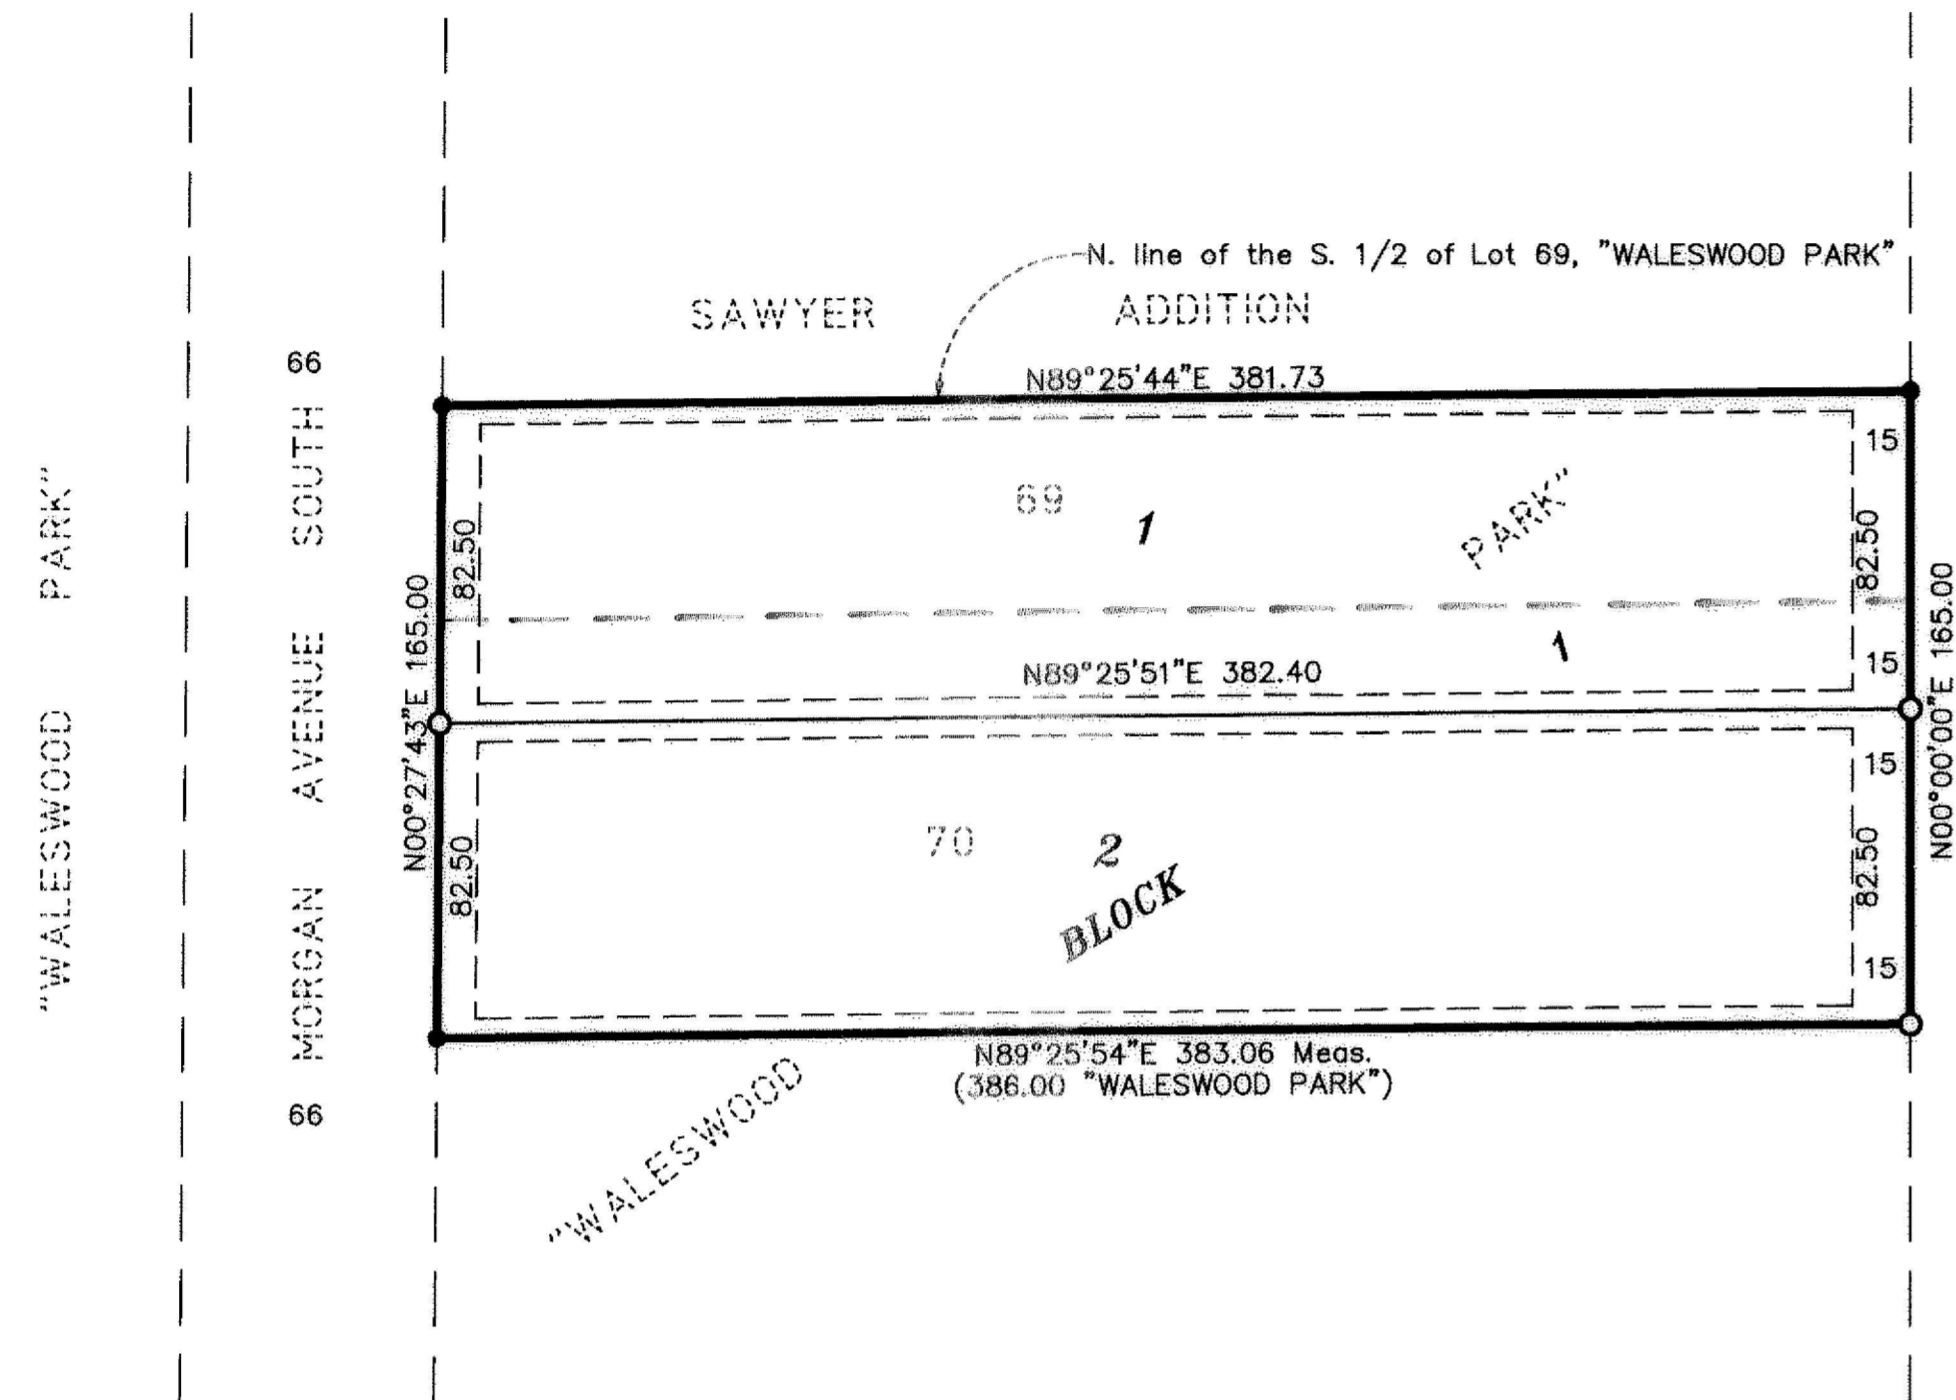 N. line of the S. 1/2 of Lot 69, "WALESWOOD PARK"
SAWYER ADDITION
66
N89°25'44"E 381.73
15
69
1
PARK"
82.50
82.50
1
15
N89°25'51"E 382.40
N00°27'43"E 165.00
N00°00'00"E 165.00
"WALESWOOD PARK"
MORGAN AVENUE SOUTH
15
70
2
BLOCK
82.50
82.50
15
N89°25'54"E 383.06 Meas.
(386.00 "WALESWOOD PARK")
66
"WALESWOOD